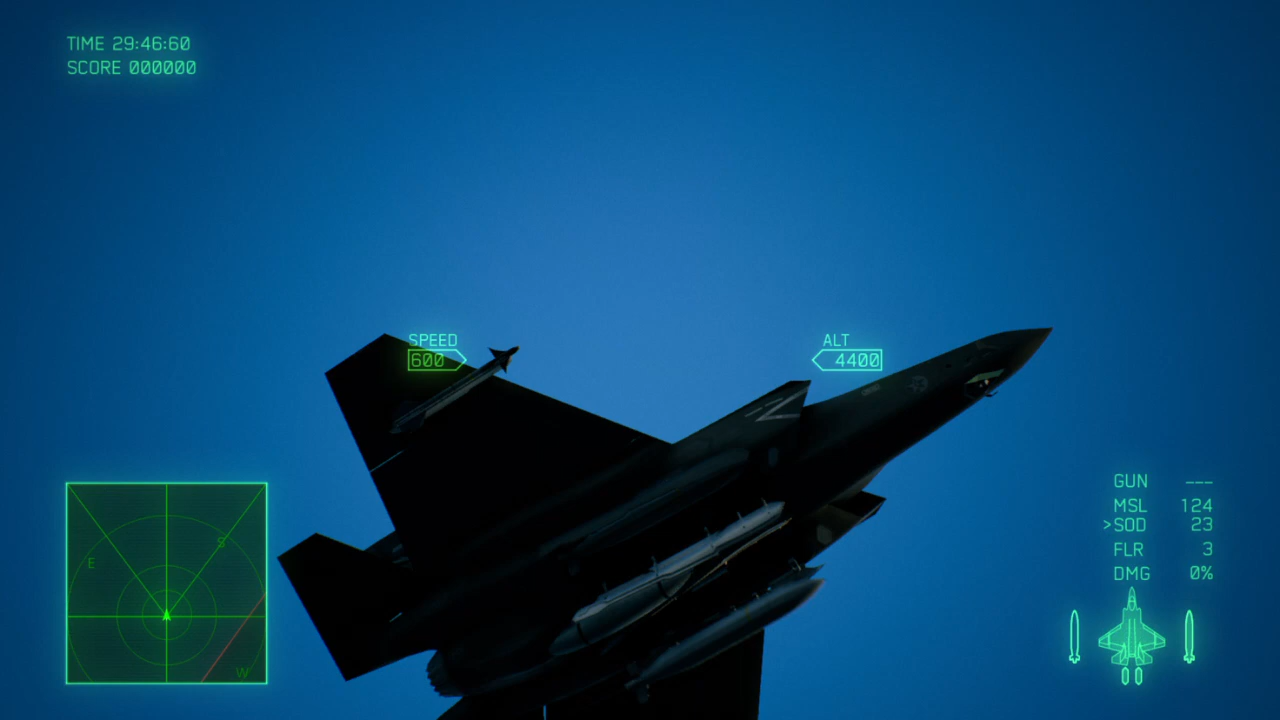 TIME 29:46:60
SCORE 000000
SPEED
600
ALT
4400
S
E
W
GUN ---
MSL 124
>SOD 23
FLR 3
DMG 0%